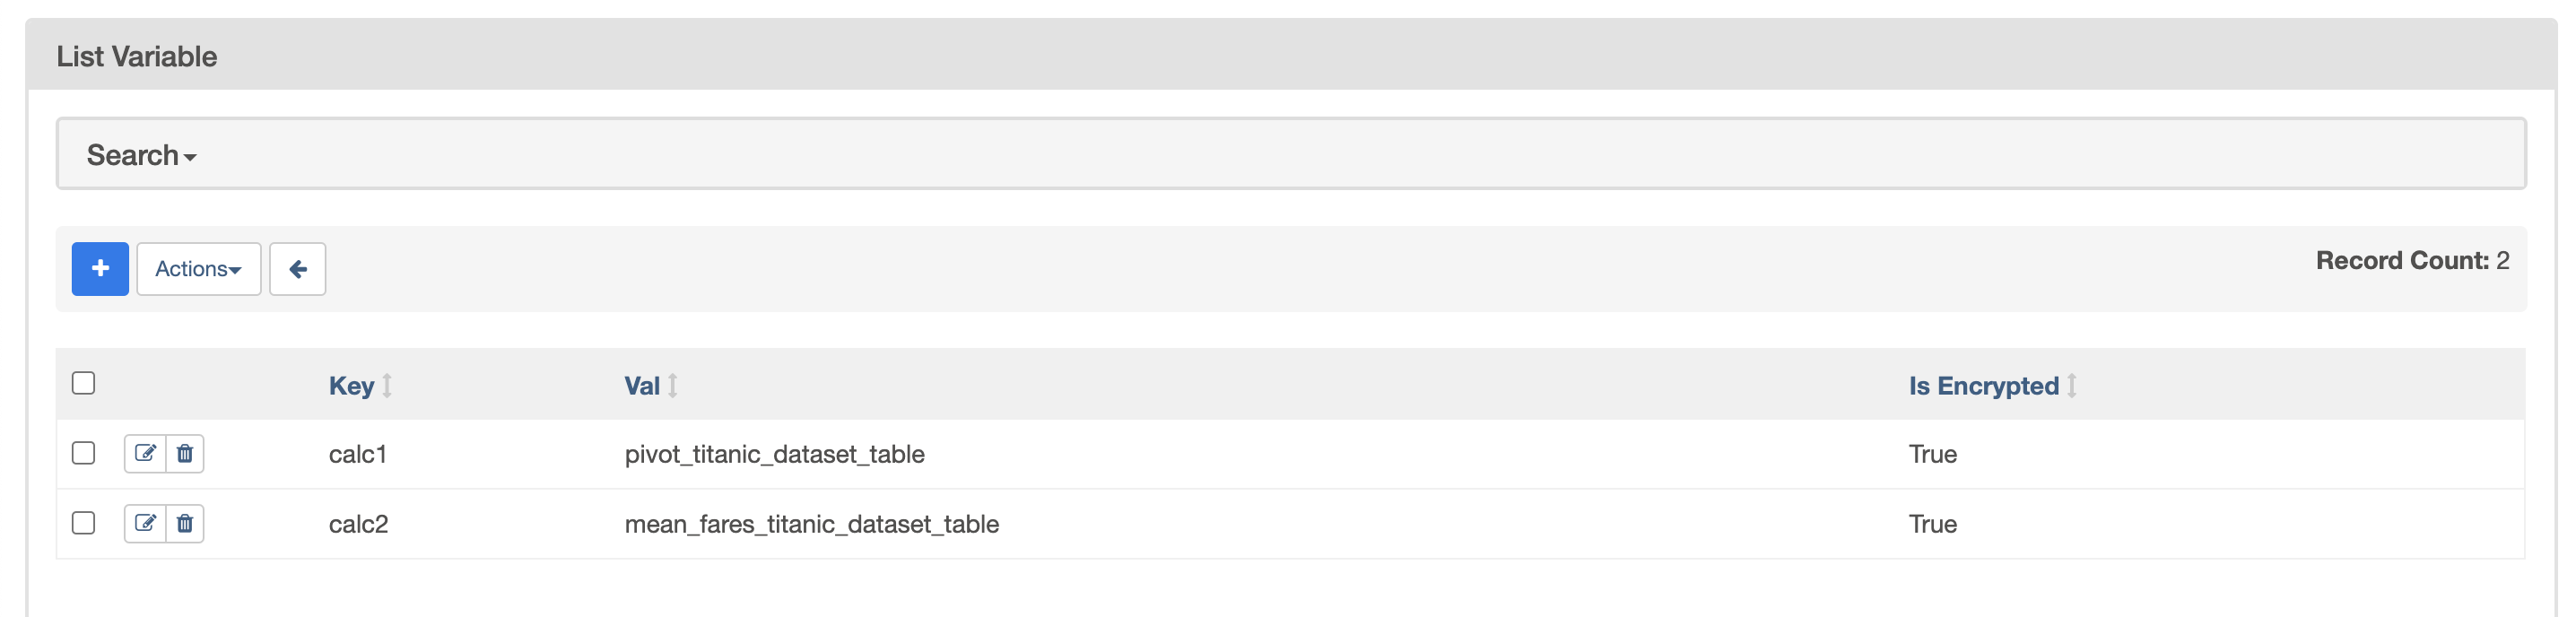 List Variable
Search
Actions
Record Count: 2
Key Val Is Encrypted
calc1 pivot_titanic_dataset_table True
calc2 mean_fares_titanic_dataset_table True